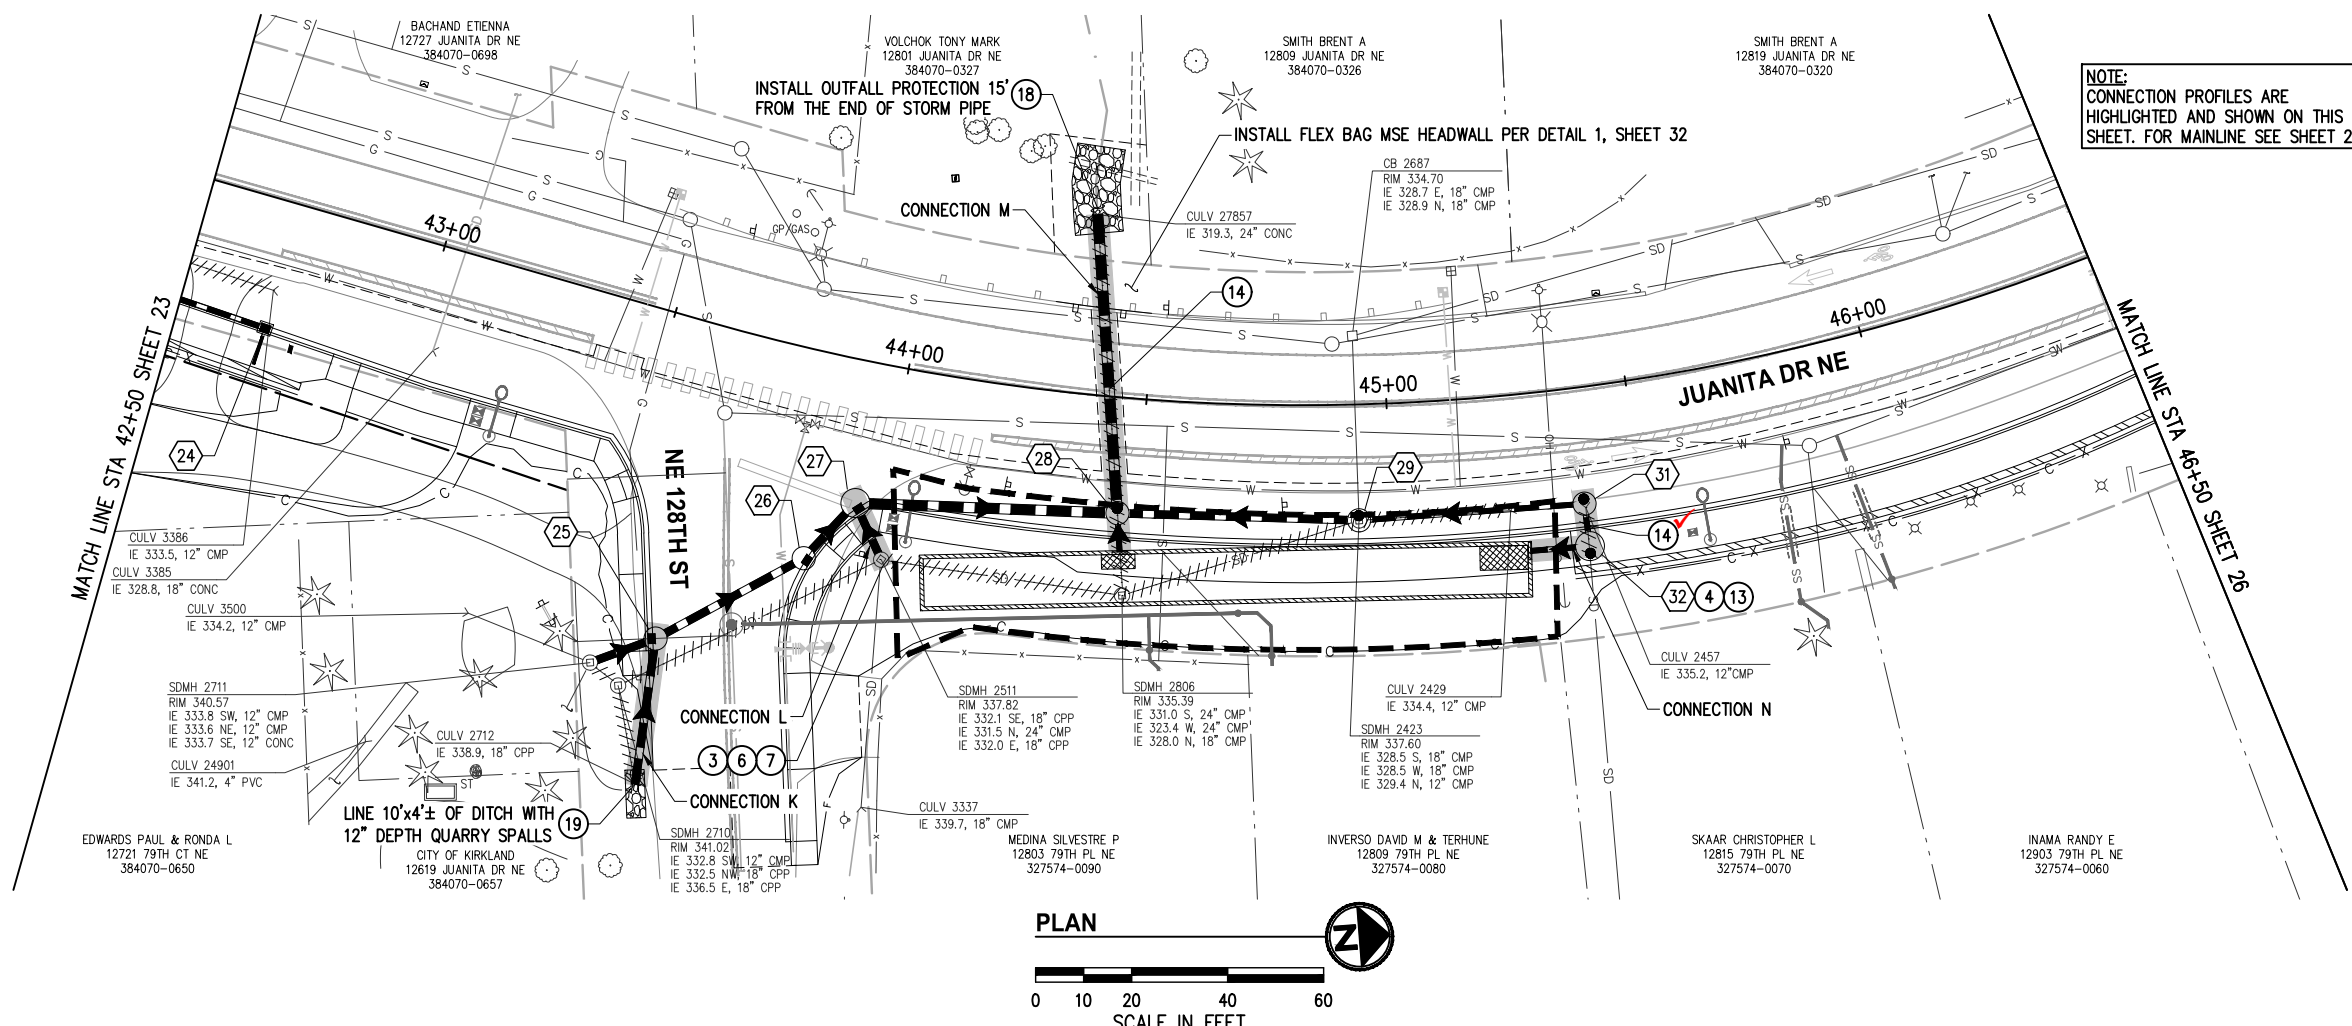 BACHAND ETIENNA
12727 JUANITA DR NE
384070-0698
VOLCHOK TONY MARK
12801 JUANITA DR NE
384070-0327
SMITH BRENT A
12809 JUANITA DR NE
384070-0326
SMITH BRENT A
12819 JUANITA DR NE
384070-0320
NOTE:
CONNECTION PROFILES ARE
HIGHLIGHTED AND SHOWN ON THIS
SHEET. FOR MAINLINE SEE SHEET 2
INSTALL OUTFALL PROTECTION 15'
FROM THE END OF STORM PIPE
18
INSTALL FLEX BAG MSE HEADWALL PER DETAIL 1, SHEET 32
CB 2687
RIM 334.70
IE 328.7 E, 18" CMP
IE 328.9 N, 18" CMP
CONNECTION M
CULV 27857
IE 319.3, 24" CONC
GP/GAS
43+00
44+00
45+00
46+00
JUANITA DR NE
14
MATCH LINE STA 42+50 SHEET 23
MATCH LINE STA 46+50 SHEET 26
NE 128TH ST
24
25
26
27
28
29
31
14
32
4
13
CULV 3386
IE 333.5, 12" CMP
CULV 3385
IE 328.8, 18" CONC
CULV 3500
IE 334.2, 12" CMP
SDMH 2711
RIM 340.57
IE 333.8 SW, 12" CMP
IE 333.6 NE, 12" CMP
IE 333.7 SE, 12" CONC
CULV 2712
IE 338.9, 18" CPP
CULV 24901
IE 341.2, 4" PVC
ST
CONNECTION L
3
6
7
CONNECTION K
LINE 10'x4'± OF DITCH WITH
12" DEPTH QUARRY SPALLS
19
SDMH 2511
RIM 337.82
IE 332.1 SE, 18" CPP
IE 331.5 N, 24" CMP
IE 332.0 E, 18" CPP
SDMH 2806
RIM 335.39
IE 331.0 S, 24" CMP
IE 323.4 W, 24" CMP
IE 328.0 N, 18" CMP
CULV 2429
IE 334.4, 12" CMP
SDMH 2423
RIM 337.60
IE 328.5 S, 18" CMP
IE 328.5 W, 18" CMP
IE 329.4 N, 12" CMP
CULV 2457
IE 335.2, 12"CMP
CONNECTION N
CULV 3337
IE 339.7, 18" CMP
SDMH 2710
RIM 341.02
IE 332.8 SW, 12" CMP
IE 332.5 NW, 18" CPP
IE 336.5 E, 18" CPP
EDWARDS PAUL & RONDA L
12721 79TH CT NE
384070-0650
CITY OF KIRKLAND
12619 JUANITA DR NE
384070-0657
MEDINA SILVESTRE P
12803 79TH PL NE
327574-0090
INVERSO DAVID M & TERHUNE
12809 79TH PL NE
327574-0080
SKAAR CHRISTOPHER L
12815 79TH PL NE
327574-0070
INAMA RANDY E
12903 79TH PL NE
327574-0060
PLAN
Z
0 10 20 40 60
SCALE IN FEET